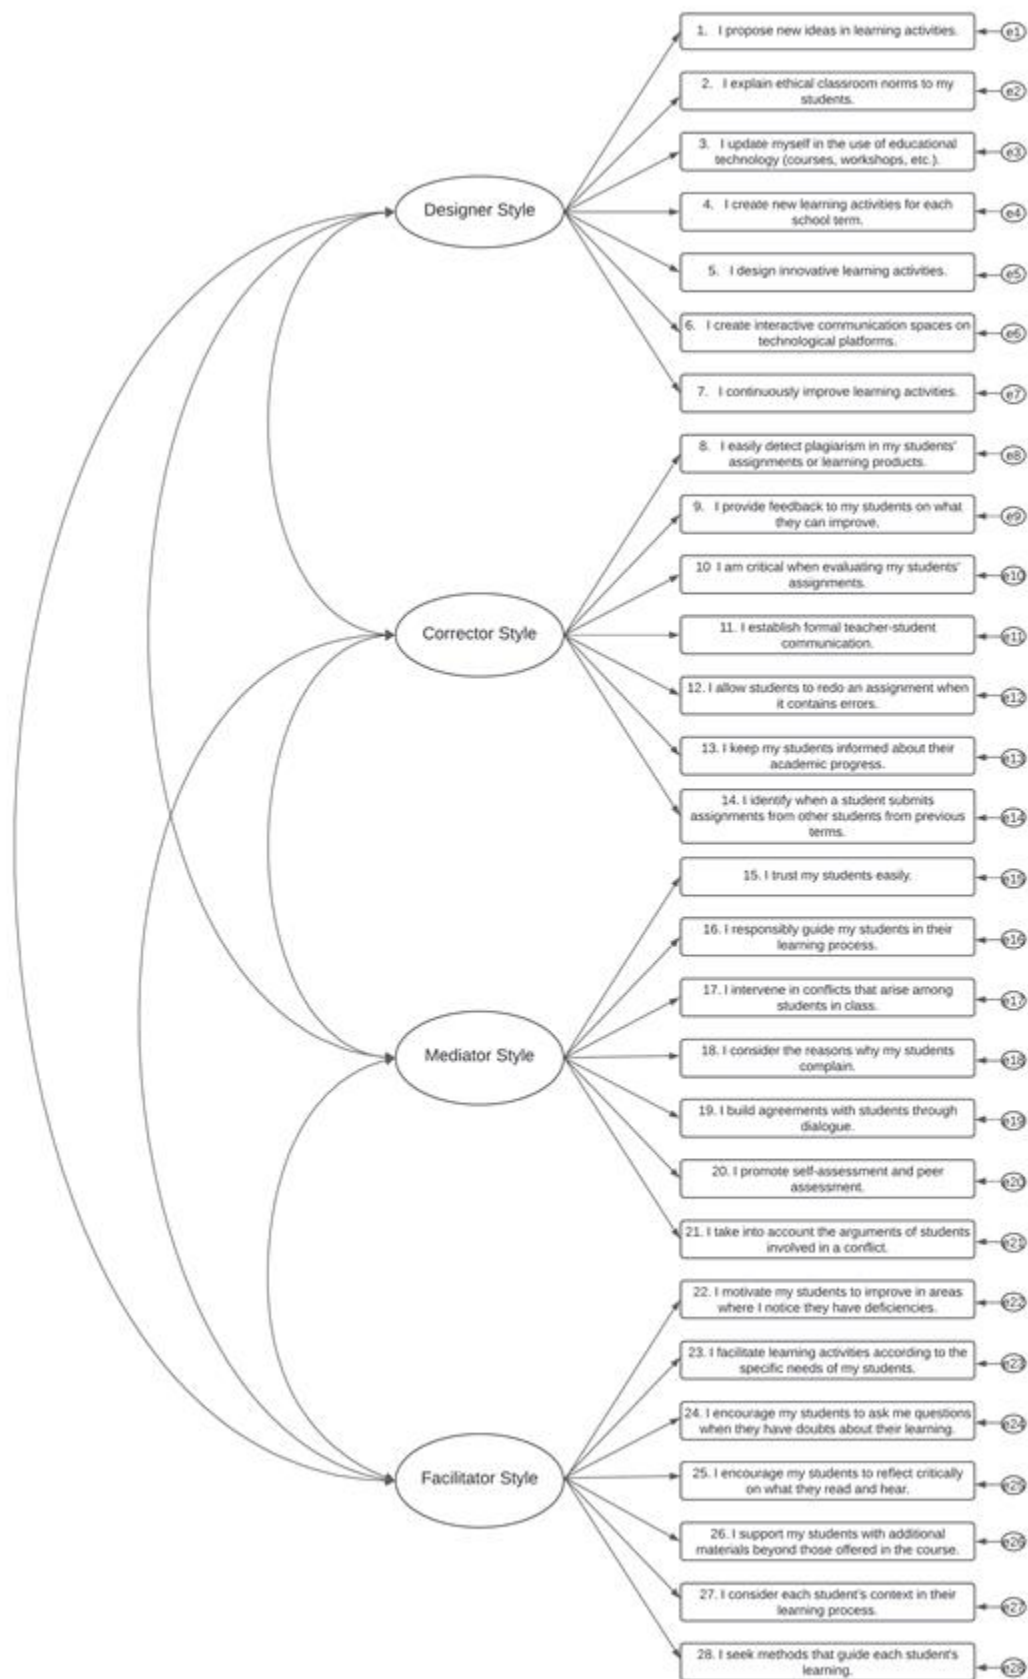 1. I propose new ideas in learning activities.
e1
2. I explain ethical classroom norms to my
students.
e2
3. I update myself in the use of educational
technology (courses, workshops, etc.).
e3
Designer Style
4. I create new learning activities for each
school term.
e4
5. I design innovative learning activities.
e5
6. I create interactive communication spaces on
technological platforms.
e6
7. I continuously improve learning activities.
e7
8. I easily detect plagiarism in my students'
assignments or learning products.
e8
9. I provide feedback to my students on what
they can improve.
e9
10 I am critical when evaluating my students'
assignments.
e10
Corrector Style
11. I establish formal teacher-student
communication.
e11
12. I allow students to redo an assignment when
it contains errors.
e12
13. I keep my students informed about their
academic progress.
e13
14. I identify when a student submits
assignments from other students from previous
terms.
e14
15. I trust my students easily.
e15
16. I responsibly guide my students in their
learning process.
e16
17. I intervene in conflicts that arise among
students in class.
e17
Mediator Style
18. I consider the reasons why my students
complain.
e18
19. I build agreements with students through
dialogue.
e19
20. I promote self-assessment and peer
assessment.
e20
21. I take into account the arguments of students
involved in a conflict.
e21
22. I motivate my students to improve in areas
where I notice they have deficiencies.
e22
23. I facilitate learning activities according to the
specific needs of my students.
e23
24. I encourage my students to ask me questions
when they have doubts about their learning.
e24
Facilitator Style
25. I encourage my students to reflect critically
on what they read and hear.
e25
26. I support my students with additional
materials beyond those offered in the course.
e26
27. I consider each student's context in their
learning process.
e27
28. I seek methods that guide each student's
learning.
e28